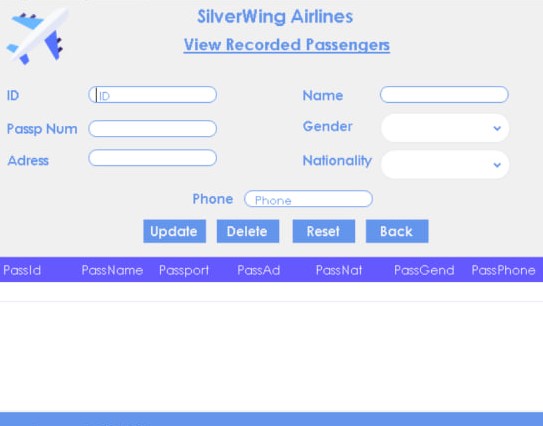 SilverWing Airlines
View Recorded Passengers
ID ID Name
Passp Num Gender
Adress Nationality
Phone Phone
Update Delete Reset Back
PassId PassName Passport PassAd PassNat PassGend PassPhone